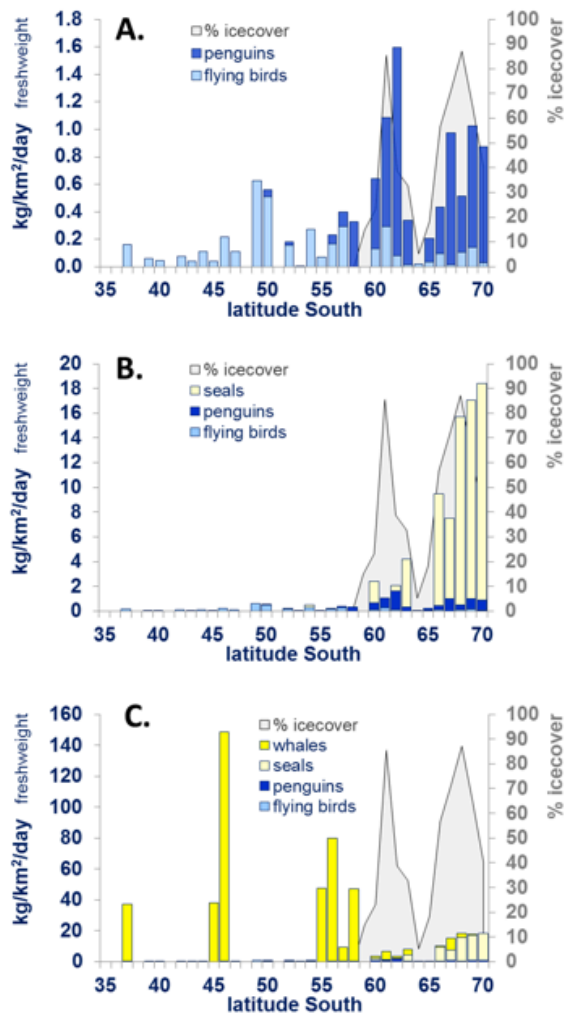 A.
% icecover
penguins
flying birds
kg/km²/day freshweight
1.8
1.6
1.4
1.2
1.0
0.8
0.6
0.4
0.2
0.0
100
90
80
70
60
50
40
30
20
10
0
% icecover
35 40 45 50 55 60 65 70
latitude South
B.
% icecover
seals
penguins
flying birds
kg/km²/day freshweight
20
18
16
14
12
10
8
6
4
2
0
100
90
80
70
60
50
40
30
20
10
0
% icecover
35 40 45 50 55 60 65 70
latitude South
C.
% icecover
whales
seals
penguins
flying birds
kg/km²/day freshweight
160
140
120
100
80
60
40
20
0
100
90
80
70
60
50
40
30
20
10
0
% icecover
35 40 45 50 55 60 65 70
latitude South